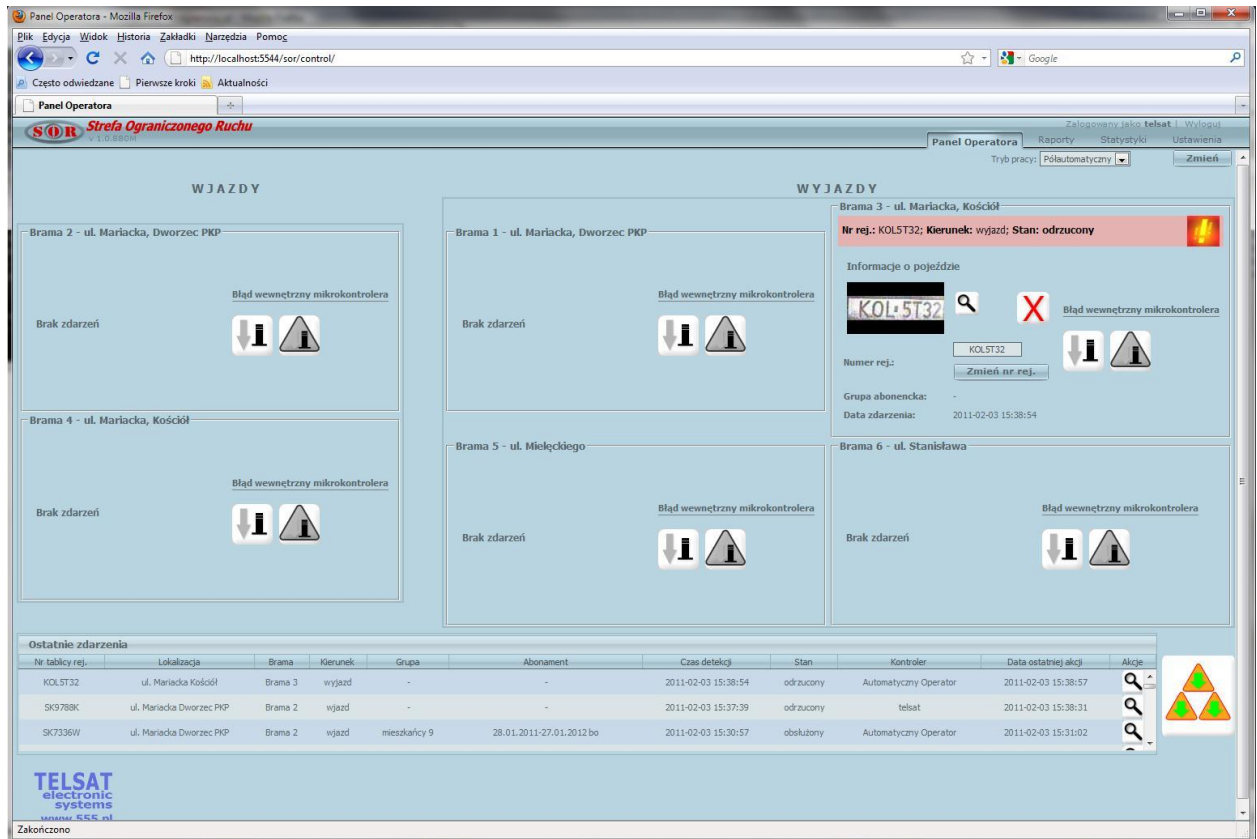 Panel Operatora - Mozilla Firefox
Plik Edycja Widok Historia Zakładki Narzędzia Pomoc
http://localhost:5544/sor/control/
Google
Często odwiedzane Pierwsze kroki Aktualności
Panel Operatora
SOR Strefa Ograniczonego Ruchu
v 1.0.880M
Zalogowany jako telsat | Wyloguj
Panel Operatora Raporty Statystyki Ustawienia
Tryb pracy: Półautomatyczny Zmień
WJAZDY
WYJAZDY
Brama 2 - ul. Mariacka, Dworzec PKP
Błąd wewnętrzny mikrokontrolera
Brak zdarzeń
Brama 4 - ul. Mariacka, Kościół
Błąd wewnętrzny mikrokontrolera
Brak zdarzeń
Brama 1 - ul. Mariacka, Dworzec PKP
Błąd wewnętrzny mikrokontrolera
Brak zdarzeń
Brama 3 - ul. Mariacka, Kościół
Nr rej.: KOL5T32; Kierunek: wyjazd; Stan: odrzucony
Informacje o pojeździe
KOL 5T32
X
Błąd wewnętrzny mikrokontrolera
Numer rej.: KOL5T32
Zmień nr rej.
Grupa abonencka: -
Data zdarzenia: 2011-02-03 15:38:54
Brama 5 - ul. Mielęckiego
Błąd wewnętrzny mikrokontrolera
Brak zdarzeń
Brama 6 - ul. Stanisława
Błąd wewnętrzny mikrokontrolera
Brak zdarzeń
Ostatnie zdarzenia
Nr tablicy rej. Lokalizacja Brama Kierunek Grupa Abonament Czas detekcji Stan Kontroler Data ostatniej akcji Akcje
KOL5T32 ul. Mariacka Kościół Brama 3 wyjazd - - 2011-02-03 15:38:54 odrzucony Automatyczny Operator 2011-02-03 15:38:57
SK9788K ul. Mariacka Dworzec PKP Brama 2 wjazd - - 2011-02-03 15:37:39 odrzucony telsat 2011-02-03 15:38:31
SK7336W ul. Mariacka Dworzec PKP Brama 2 wjazd mieszkańcy 9 28.01.2011-27.01.2012 bo 2011-02-03 15:30:57 obsłużony Automatyczny Operator 2011-02-03 15:31:02
TELSAT
electronic
systems
www.555.pl
Zakończono